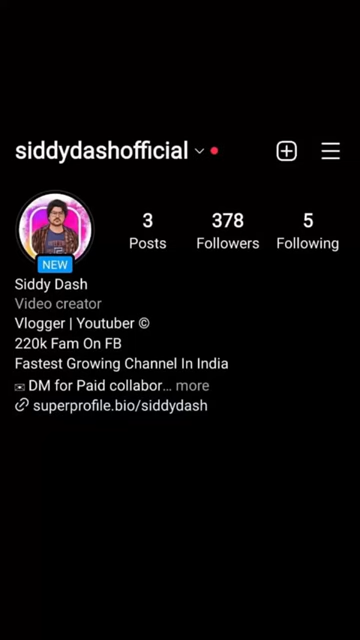 siddydashofficial
3 378 5
Posts Followers Following
NEW
Siddy Dash
Video creator
Vlogger | Youtuber ©
220k Fam On FB
Fastest Growing Channel In India
✉️ DM for Paid collabor... more
superprofile.bio/siddydash